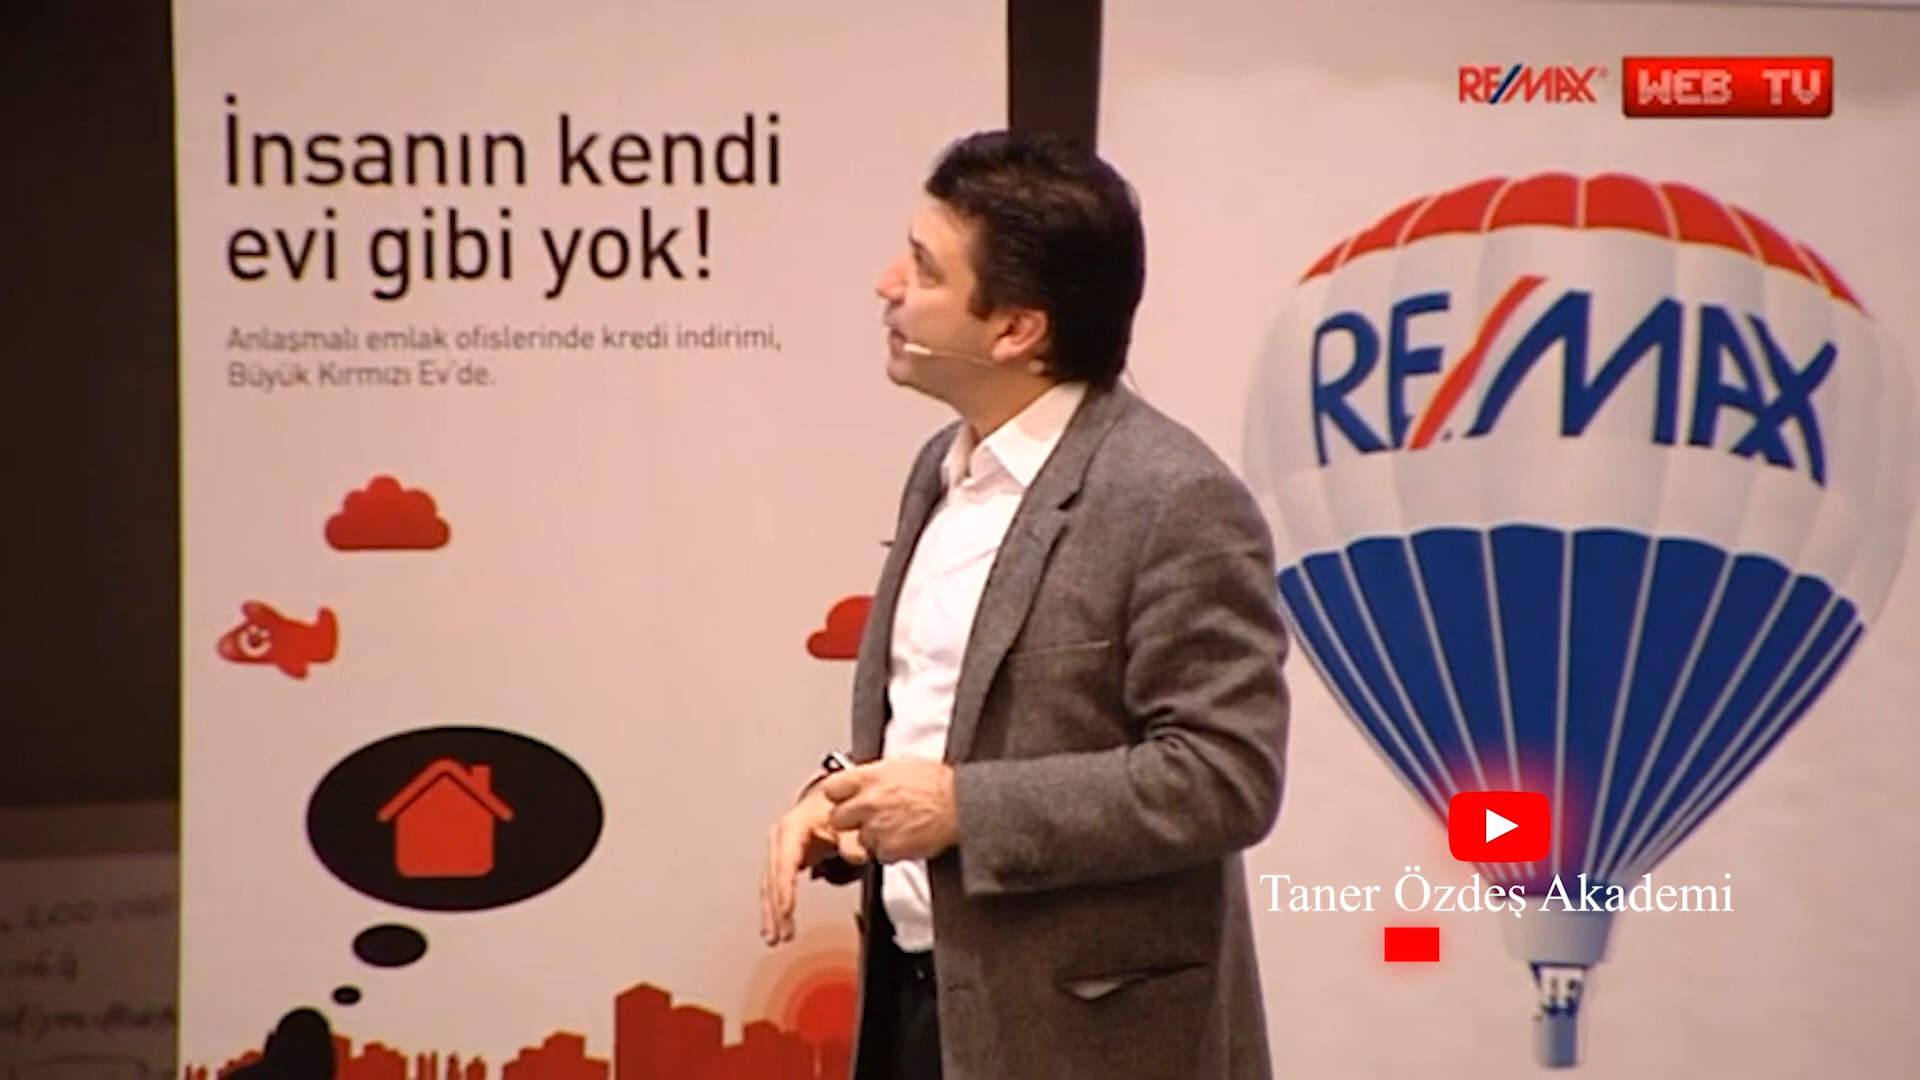 İnsanın kendi
evi gibi yok!
Anlaşmalı emlak ofislerinde kredi indirimi,
Büyük Kırmızı Ev'de.
RE/MAX® WEB TV
RE/MAX
Taner Özdeş Akademi